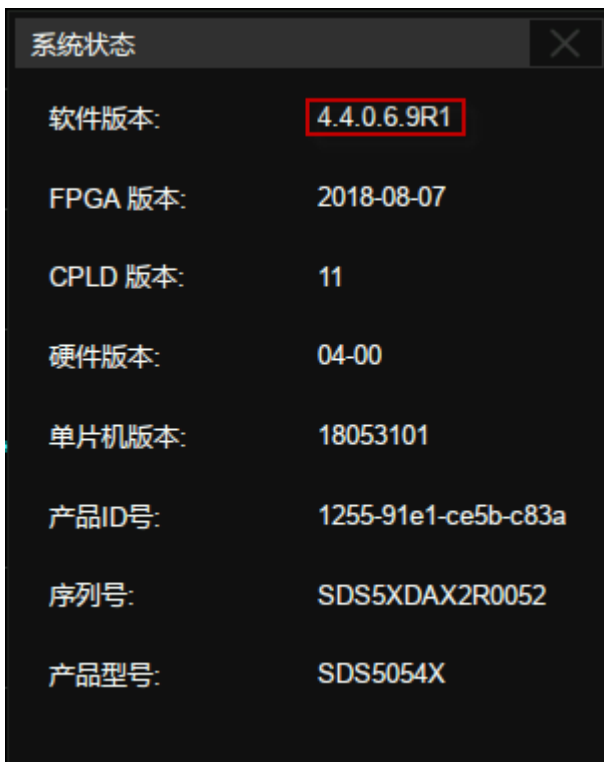 系统状态
软件版本: 4.4.0.6.9R1
FPGA 版本: 2018-08-07
CPLD 版本: 11
硬件版本: 04-00
单片机版本: 18053101
产品ID号: 1255-91e1-ce5b-c83a
序列号: SDS5XDAX2R0052
产品型号: SDS5054X